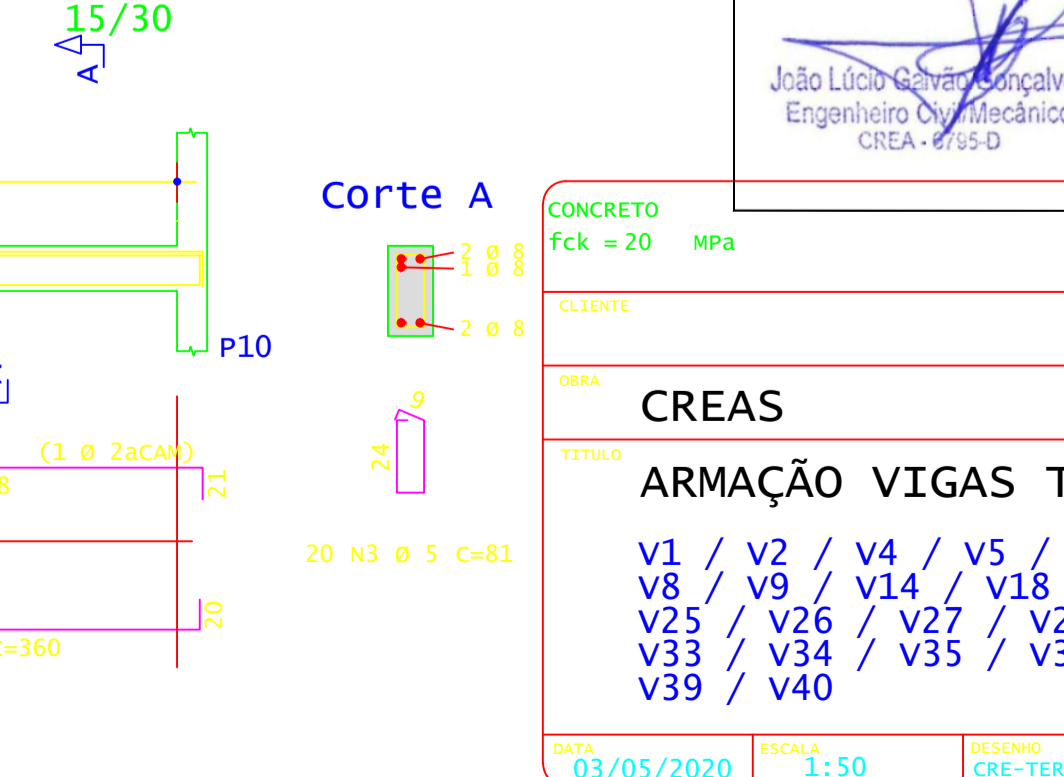 15/30
A
João Lúcio Galvão
Engenheiro Civil/Mecânico
CREA - 6795-D
Corte A
CONCRETO
fck = 20 MPa
2 Ø 8
1 Ø 8
2 Ø 8
CLIENTE
P10
OBRA
CREAS
9
24
(1 Ø 2aCAM)
8
21
TITULO
ARMAÇÃO VIGAS T
V1 / V2 / V4 / V5 /
V8 / V9 / V14 / V18
V25 / V26 / V27 / V2
V33 / V34 / V35 / V3
V39 / V40
20 N3 Ø 5 C=81
20
=360
DATA
03/05/2020
ESCALA
1:50
DESENHO
CRE-TER